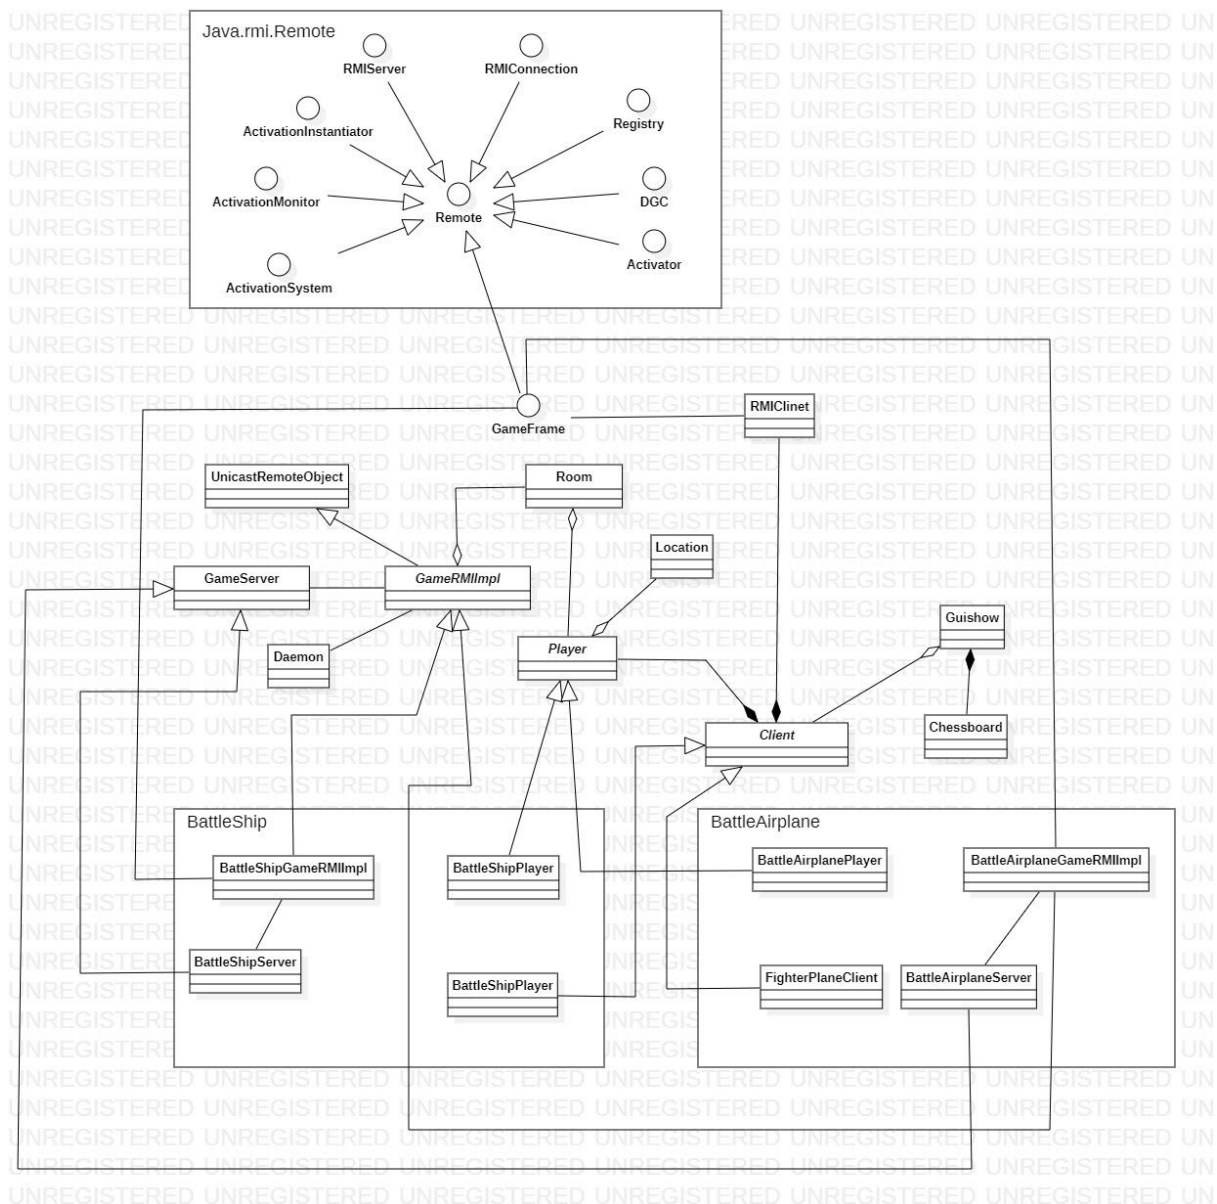 Java.rmi.Remote
RMIServer
RMIConnection
ActivationInstantiator
Registry
ActivationMonitor
Remote
DGC
ActivationSystem
Activator
GameFrame
RMIClinet
UnicastRemoteObject
Room
Location
GameServer
GameRMIImpl
Guishow
Daemon
Player
Client
Chessboard
BattleShip
BattleAirplane
BattleShipGameRMIImpl
BattleShipPlayer
BattleAirplanePlayer
BattleAirplaneGameRMIImpl
BattleShipServer
BattleShipPlayer
FighterPlaneClient
BattleAirplaneServer
UNREGISTERED